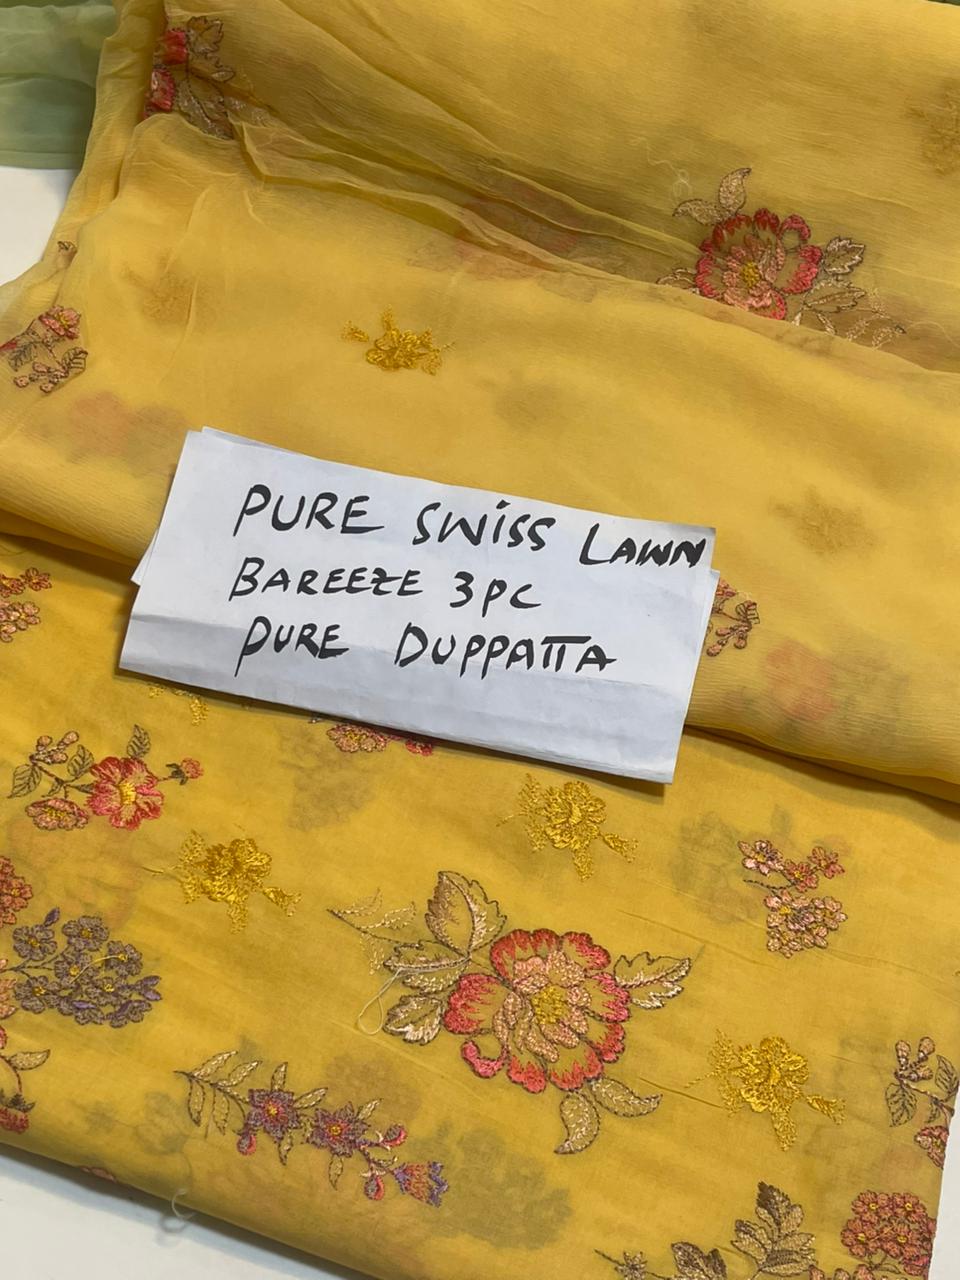 PURE SWISS LAWN
BAREEZE 3PC
PURE DUPPATTA